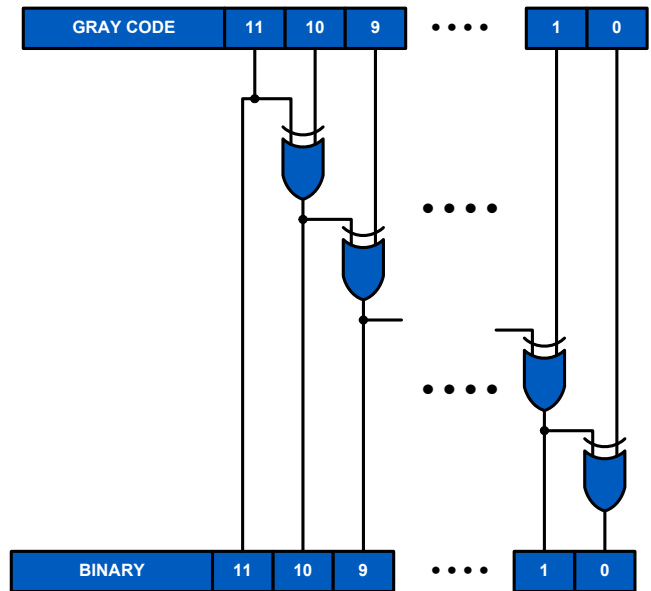 GRAY CODE 11 10 9 •••• 1 0
•••• 
••••
BINARY 11 10 9 •••• 1 0